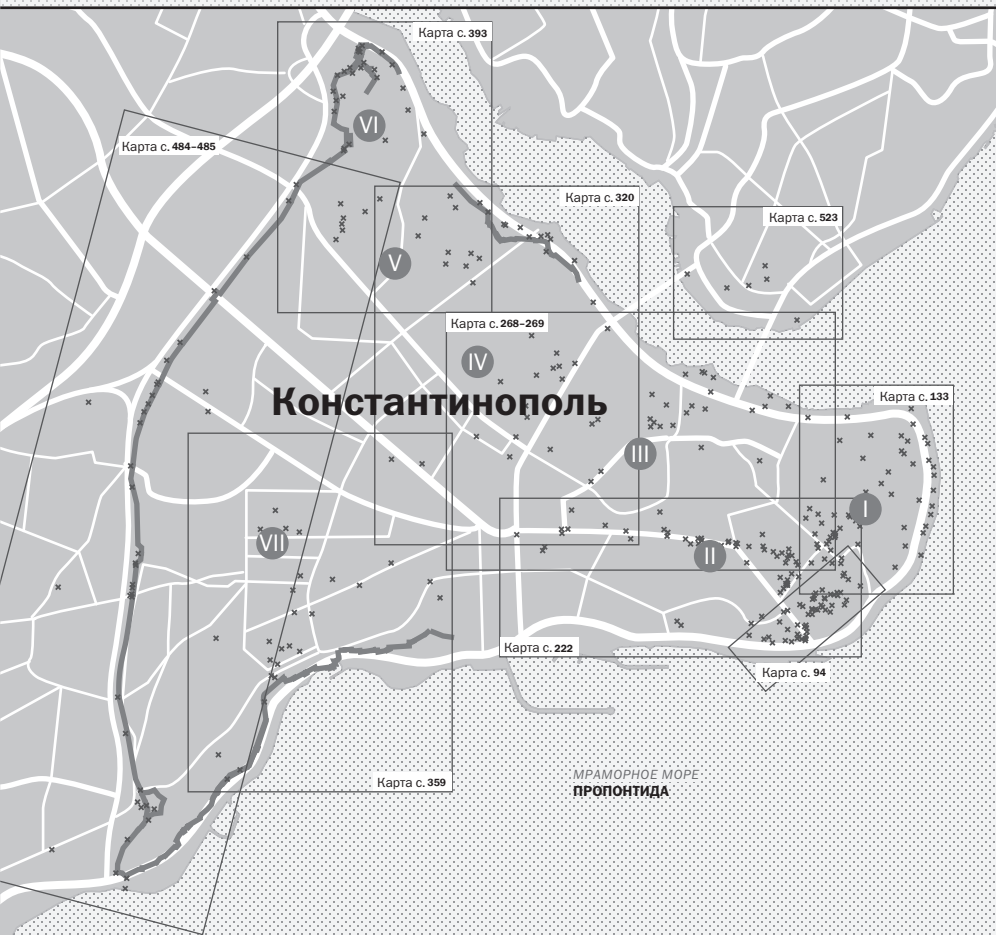 Карта с. 393
VI
Карта с. 484–485
Карта с. 320
Карта с. 523
V
Карта с. 268–269
IV
Константинополь
Карта с. 133
III
I
VII
II
Карта с. 222
Карта с. 94
МРАМОРНОЕ МОРЕ
ПРОПОНТИДА
Карта с. 359